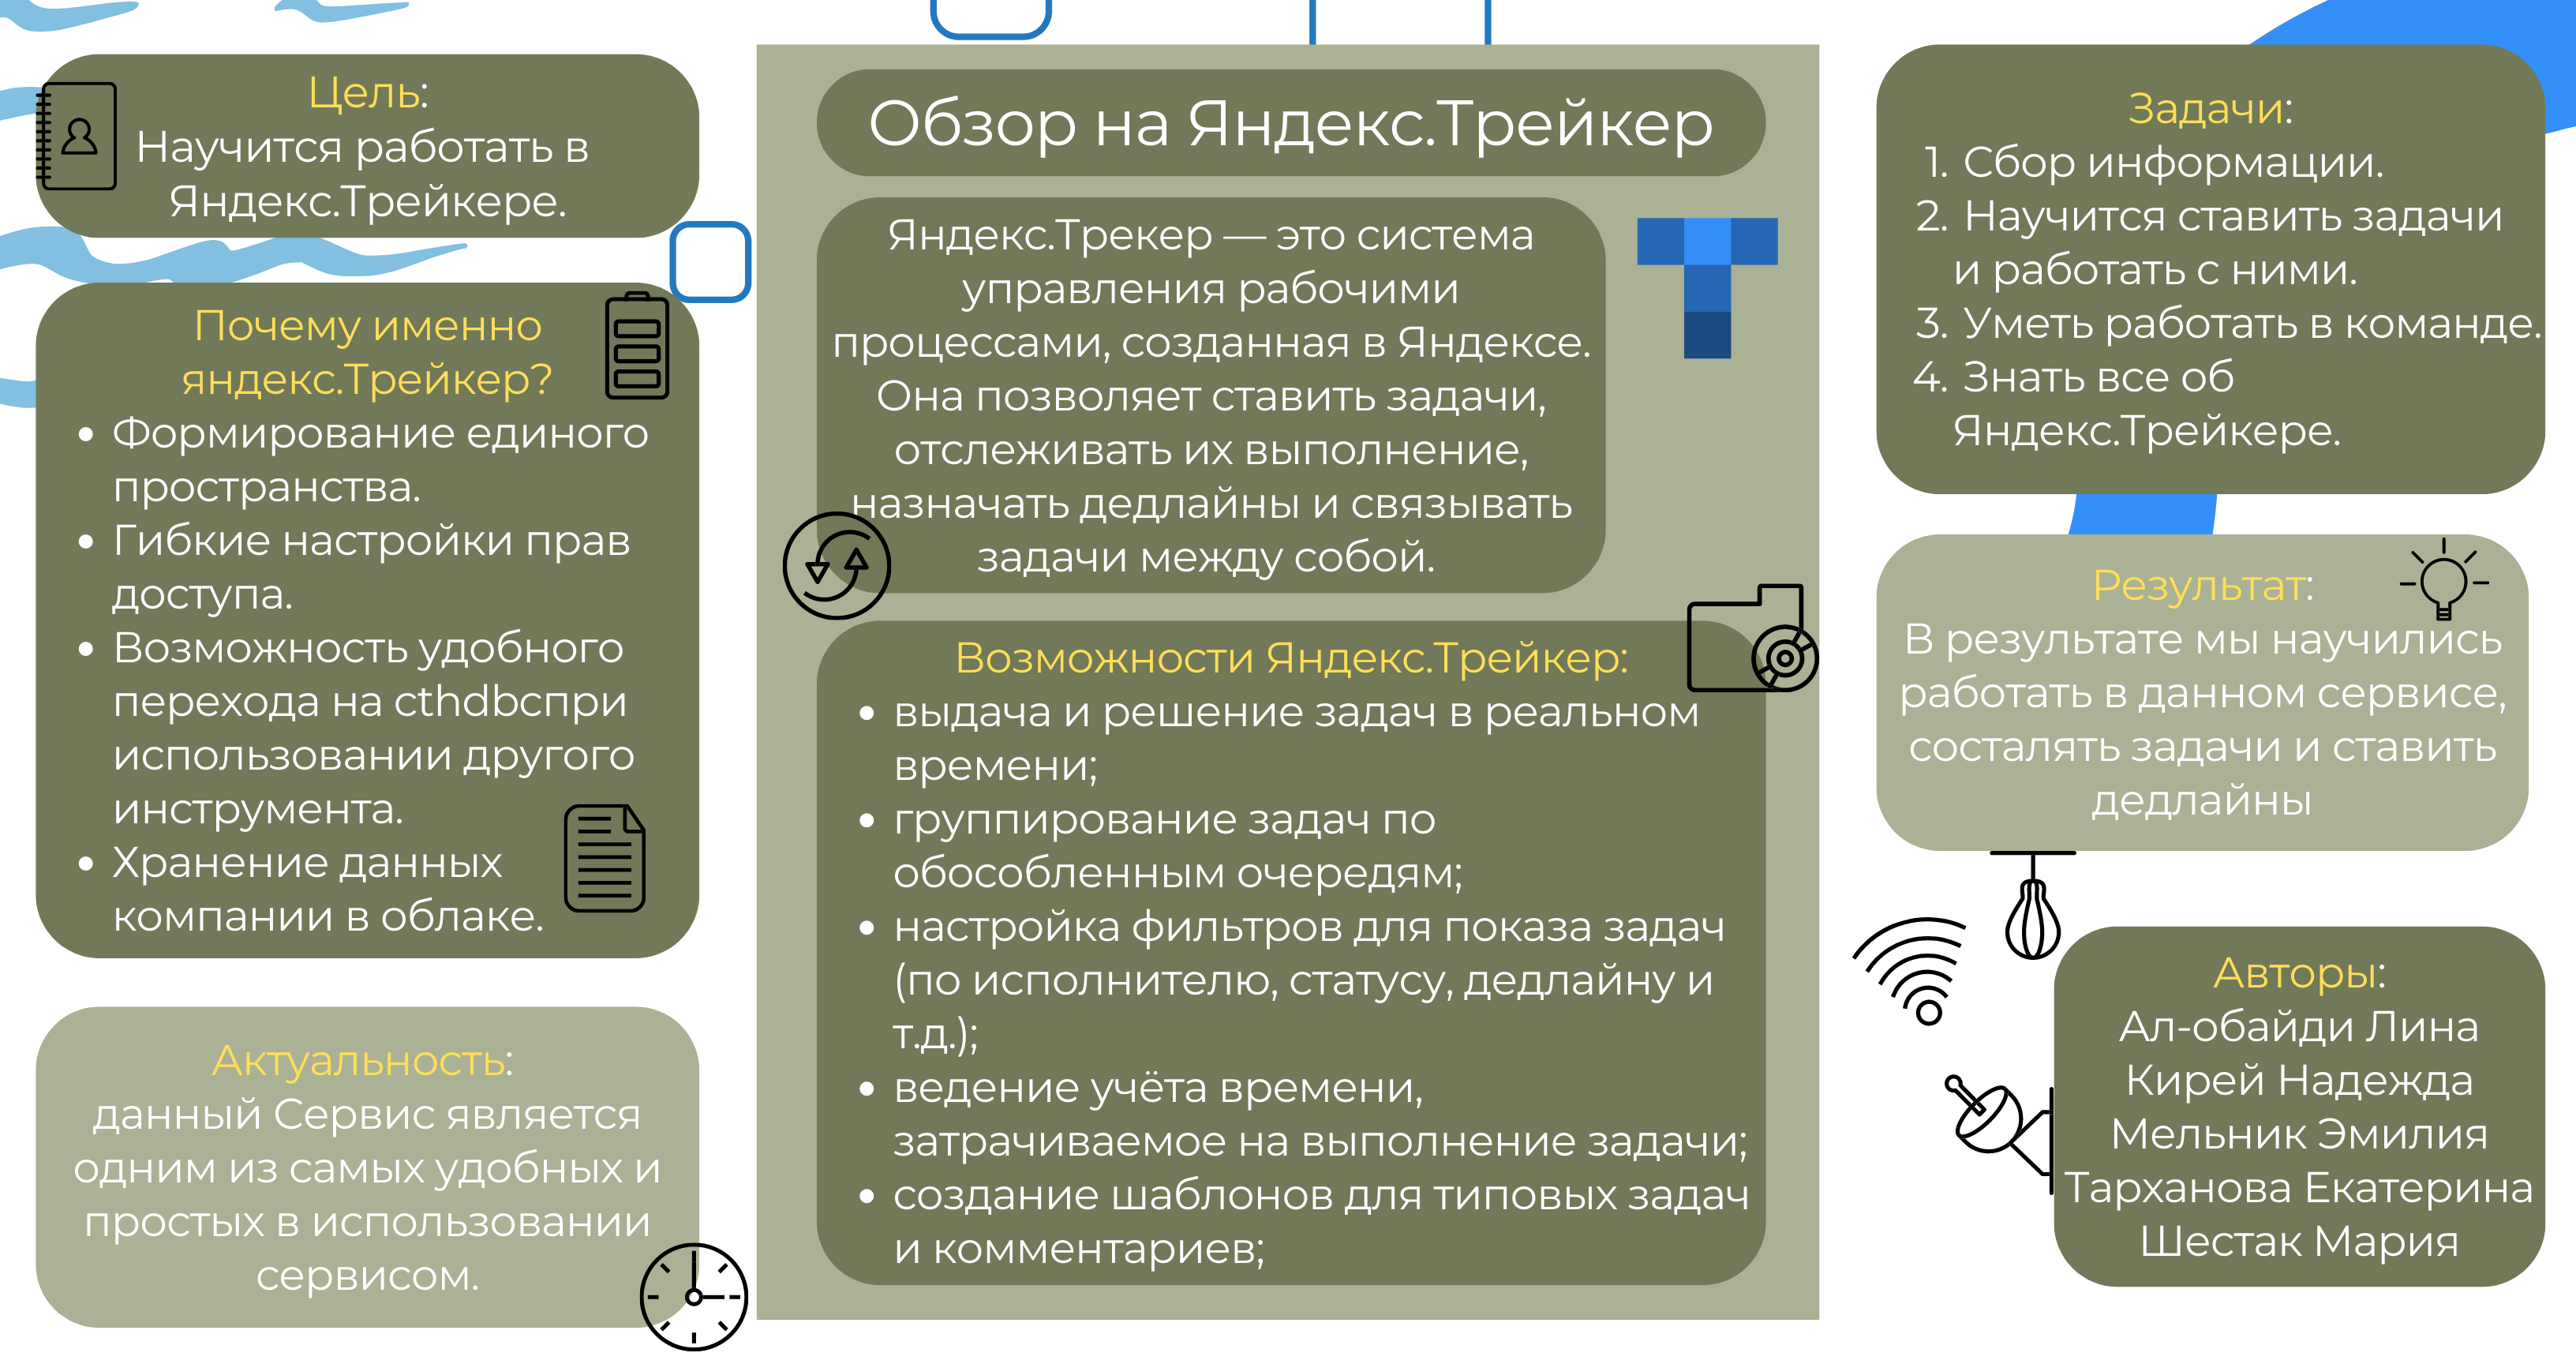 Цель:
Научится работать в
Яндекс.Трейкере.
Почему именно
яндекс.Трейкер?
• Формирование единого
пространства.
• Гибкие настройки прав
доступа.
• Возможность удобного
перехода на cthdbcпри
использовании другого
инструмента.
• Хранение данных
компании в облаке.
Актуальность:
данный Сервис является
одним из самых удобных и
простых в использовании
сервисом.
Обзор на Яндекс.Трейкер
Яндекс.Трекер — это система
управления рабочими
процессами, созданная в Яндексе.
Она позволяет ставить задачи,
отслеживать их выполнение,
назначать дедлайны и связывать
задачи между собой.
Возможности Яндекс.Трейкер:
• выдача и решение задач в реальном
времени;
• группирование задач по
обособленным очередям;
• настройка фильтров для показа задач
(по исполнителю, статусу, дедлайну и
т.д.);
• ведение учёта времени,
затрачиваемое на выполнение задачи;
• создание шаблонов для типовых задач
и комментариев;
Задачи:
1. Сбор информации.
2. Научится ставить задачи
и работать с ними.
3. Уметь работать в команде.
4. Знать все об
Яндекс.Трейкере.
Результат:
В результате мы научились
работать в данном сервисе,
состалять задачи и ставить
дедлайны
Авторы:
Ал-обайди Лина
Кирей Надежда
Мельник Эмилия
Тарханова Екатерина
Шестак Мария